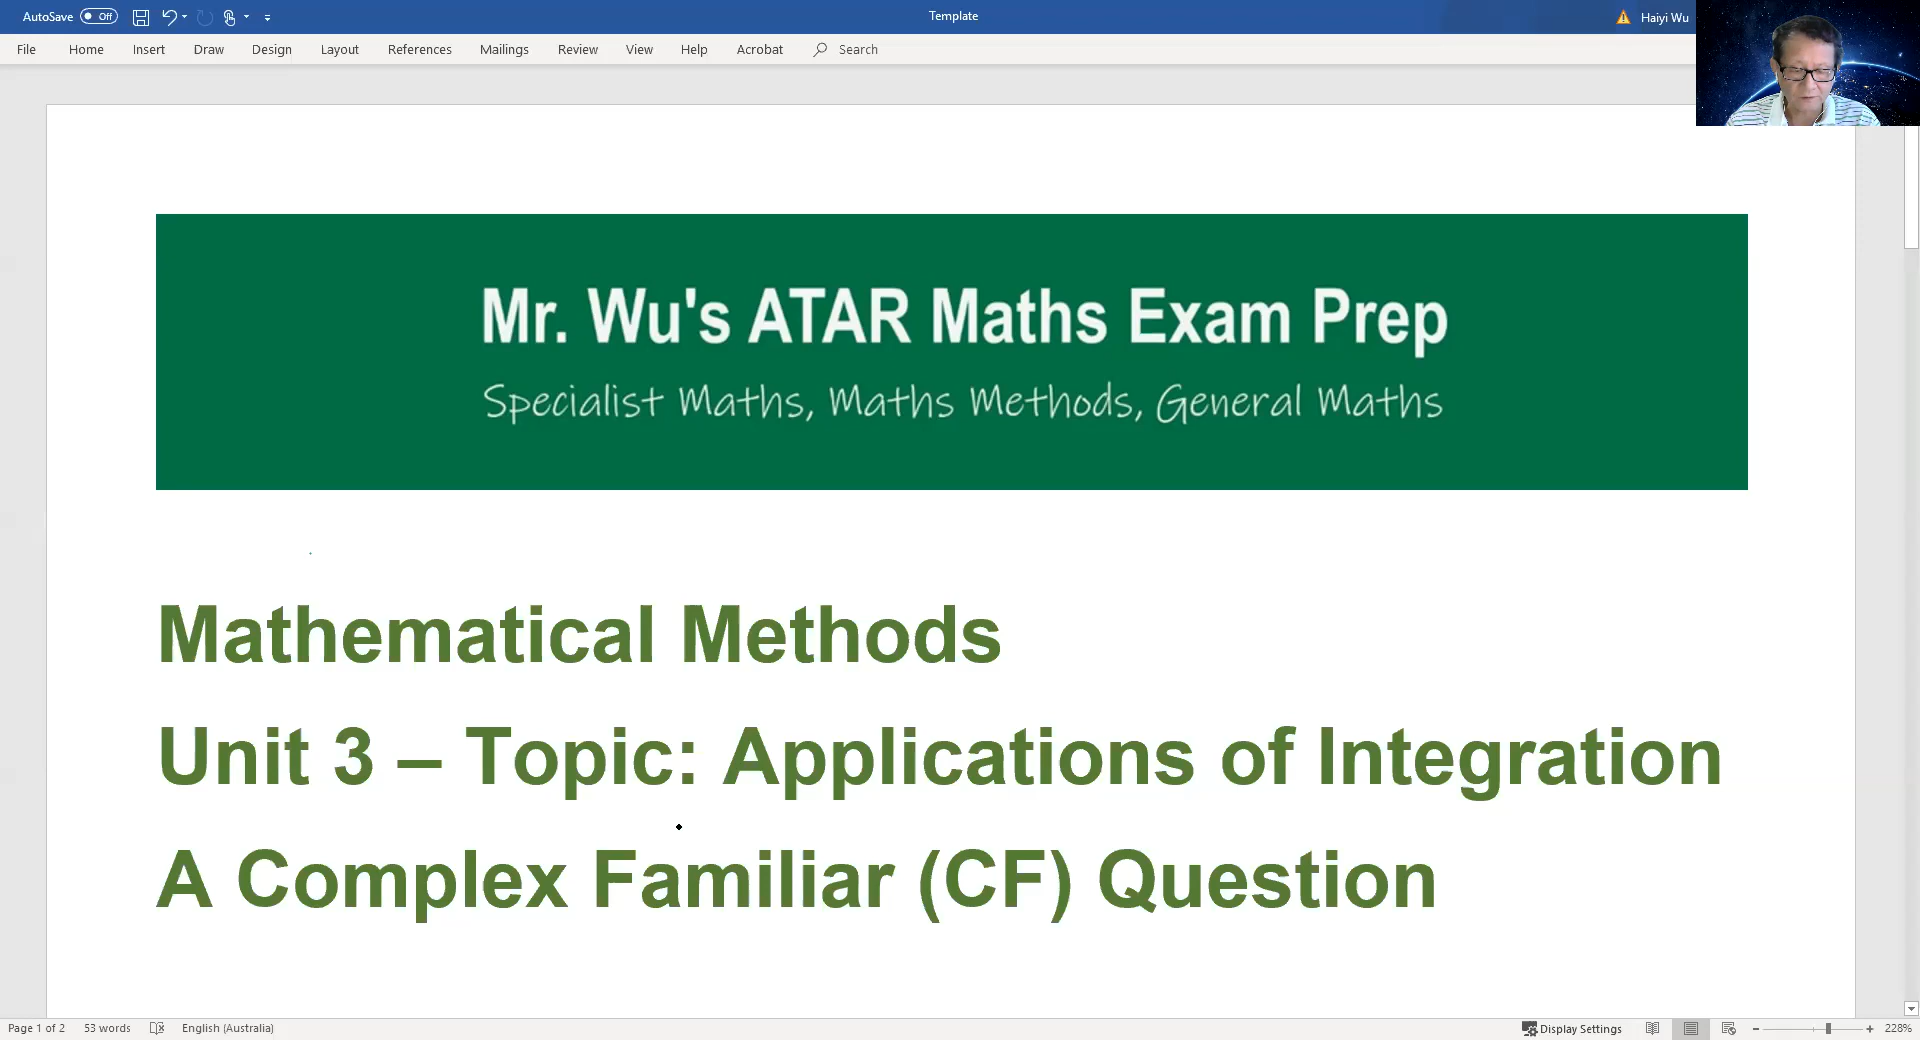 AutoSave Off Template Haiyi Wu
File Home Insert Draw Design Layout References Mailings Review View Help Acrobat Search
Mr. Wu's ATAR Maths Exam Prep
Specialist Maths, Maths Methods, General Maths
Mathematical Methods
Unit 3 – Topic: Applications of Integration
A Complex Familiar (CF) Question
Page 1 of 2 53 words English (Australia) Display Settings 228%